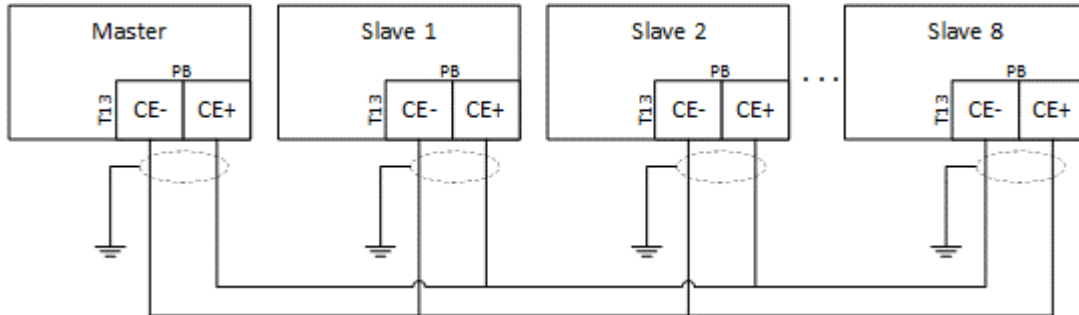 Master
Slave 1
Slave 2
. . .
Slave 8
PB
PB
PB
PB
T13
CE-
CE+
T13
CE-
CE+
T13
CE-
CE+
T13
CE-
CE+